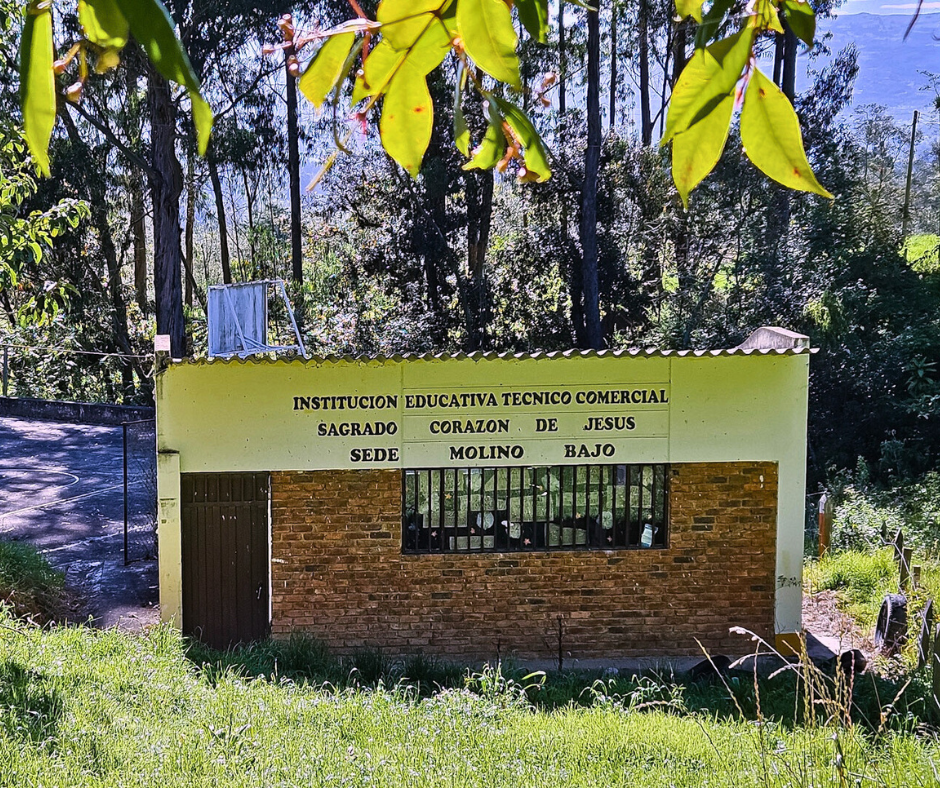 INSTITUCION EDUCATIVA TECNICO COMERCIAL
SAGRADO CORAZON DE JESUS
SEDE MOLINO BAJO